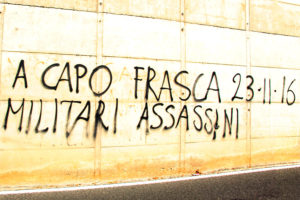 A CAPO FRASCA 23·11·16
MILITARI ASSASSINI